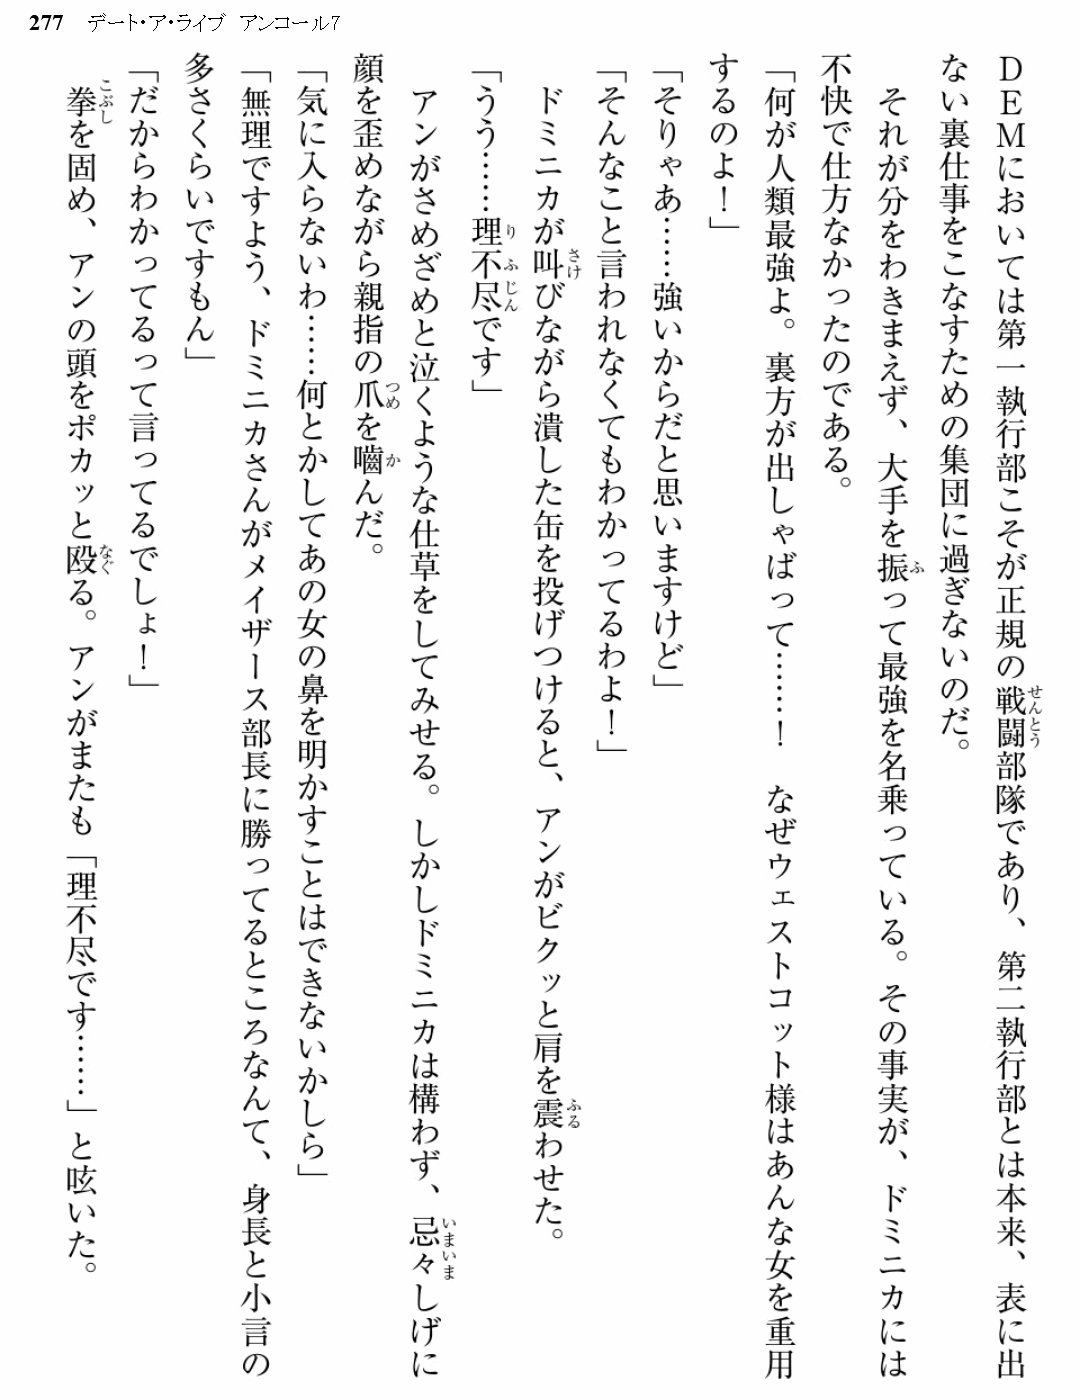 277 デート・ア・ライブ アンコール7
DEMにおいては第一執行部こそが正規の戦闘部隊であり、第二執行部とは本来、表に出
ない裏仕事をこなすための集団に過ぎないのだ。
それが分をわきまえず、大手を振って最強を名乗っている。その事実が、ドミニカには
不快で仕方なかったのである。
「何が人類最強よ。裏方が出しゃばって……！　なぜウェストコット様はあんな女を重用
するのよ！」
「そりゃあ……強いからだと思いますけど」
「そんなこと言われなくてもわかってるわよ！」
ドミニカが叫びながら潰した缶を投げつけると、アンがビクッと肩を震わせた。
「うう……理不尽です」
アンがさめざめと泣くような仕草をしてみせる。しかしドミニカは構わず、忌々しげに
顔を歪めながら親指の爪を嚙んだ。
「気に入らないわ……何とかしてあの女の鼻を明かすことはできないかしら」
「無理ですよう、ドミニカさんがメイザース部長に勝ってるところなんて、身長と小言の
多さくらいですもん」
「だからわかってるって言ってるでしょ！」
拳を固め、アンの頭をポカッと殴る。アンがまたも「理不尽です……」と呟いた。